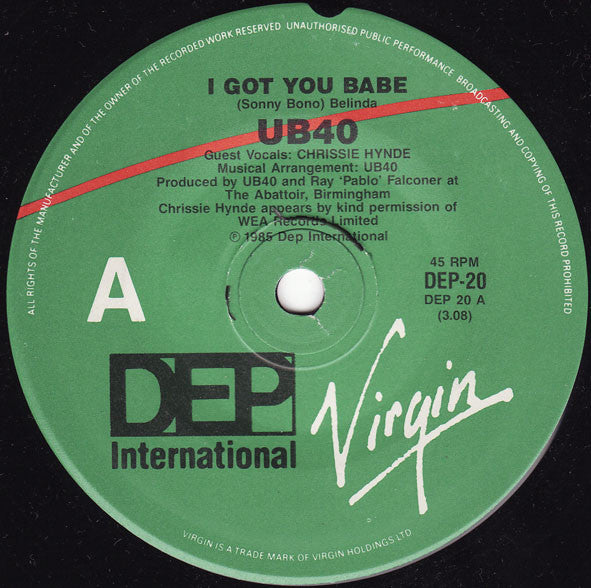 ALL RIGHTS OF THE MANUFACTURER AND OF THE OWNER OF THE RECORDED WORK RESERVED UNAUTHORISED PUBLIC PERFORMANCE BROADCASTING AND COPYING OF THIS RECORD PROHIBITED
I GOT YOU BABE
(Sonny Bono) Belinda
UB40
Guest Vocals: CHRISSIE HYNDE
Musical Arrangement: UB40
Produced by UB40 and Ray 'Pablo' Falconer at
The Abattoir, Birmingham
Chrissie Hynde appears by kind permission of
WEA Records Limited
℗ 1985 Dep International
A
45 RPM
DEP-20
DEP 20 A
(3.08)
DEP
International
Virgin
VIRGIN IS A TRADE MARK OF VIRGIN HOLDINGS LTD